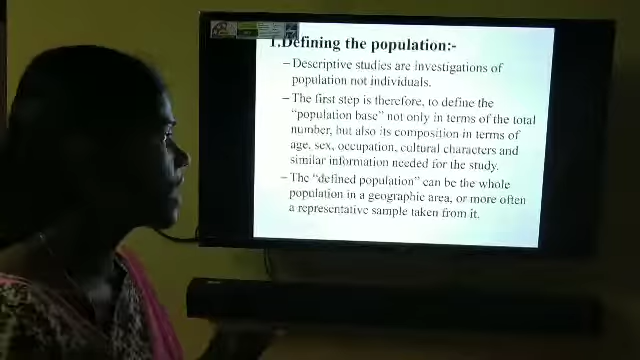 1.Defining the population:-
– Descriptive studies are investigations of
population not individuals.
– The first step is therefore, to define the
“population base” not only in terms of the total
number, but also its composition in terms of
age, sex, occupation, cultural characters and
similar information needed for the study.
– The “defined population” can be the whole
population in a geographic area, or more often
a representative sample taken from it.